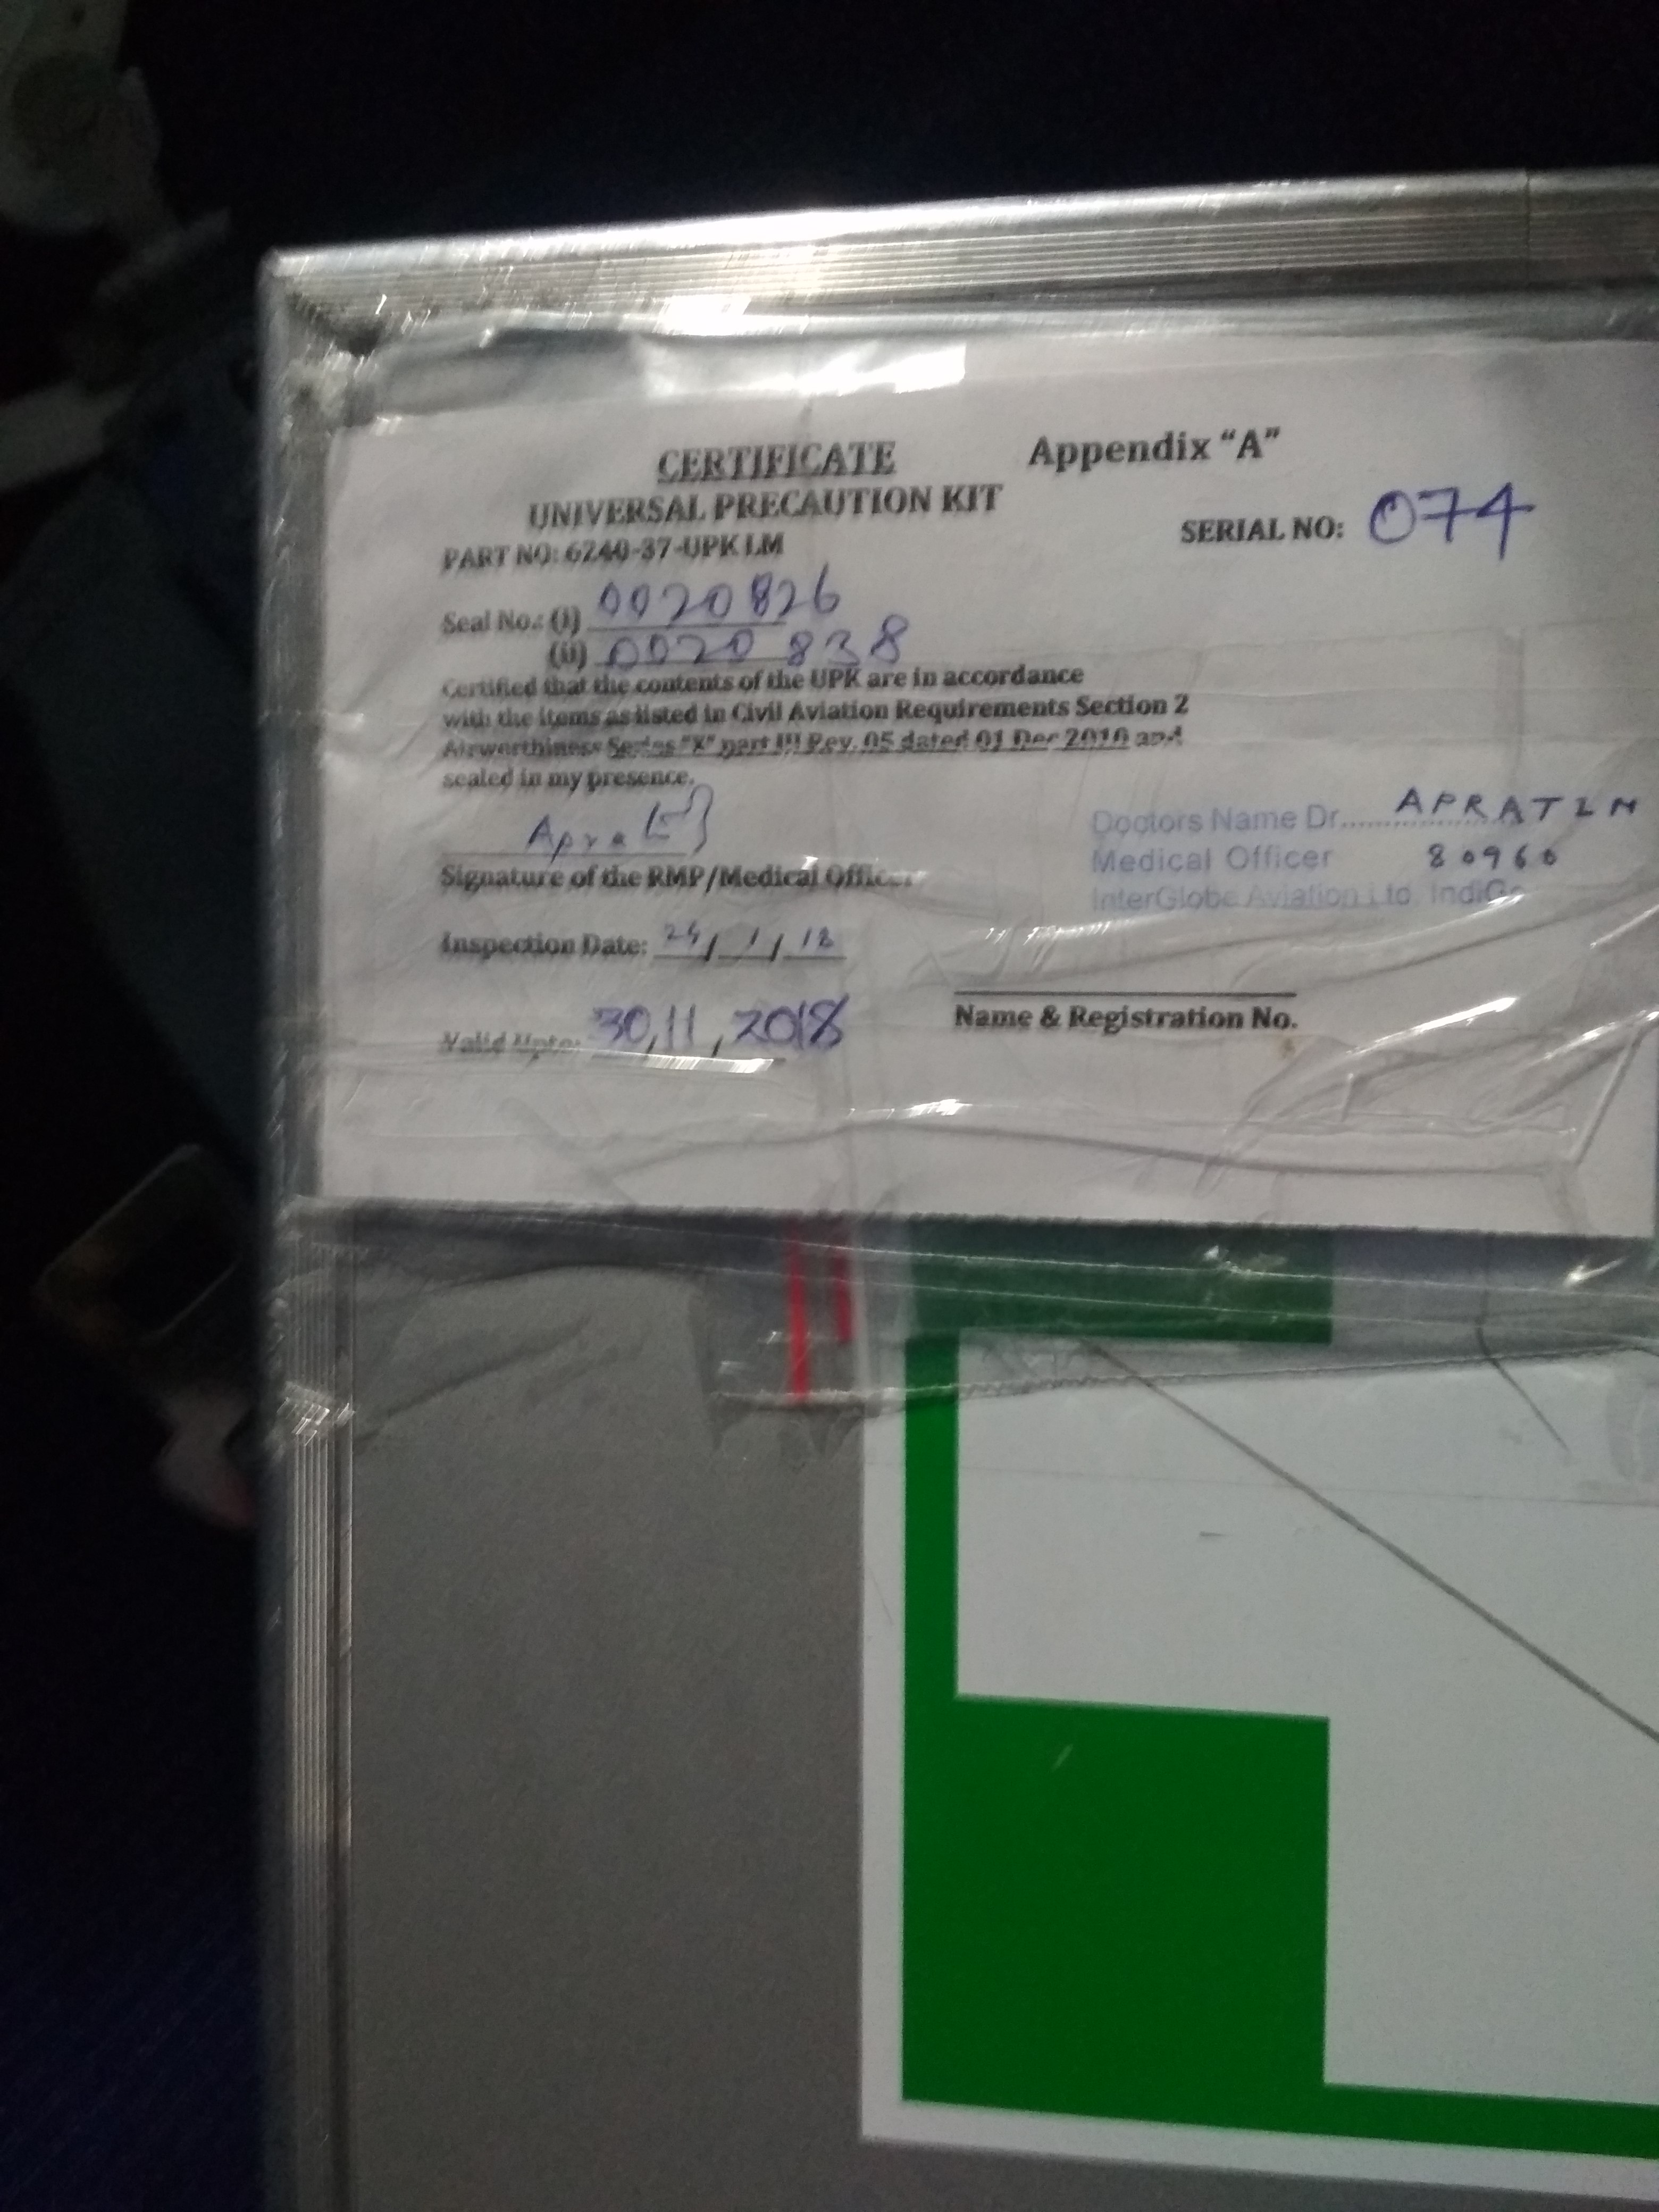 CERTIFICATE Appendix “A”
UNIVERSAL PRECAUTION KIT
SERIAL NO: 074
PART NO: 6240-37-UPK LM
Seal No.: (i) 0020826
(ii) 0020838
Certified that the contents of the UPK are in accordance
with the items as listed in Civil Aviation Requirements Section 2
Airworthiness Series "X" part III Rev. 05 dated 01 Dec 2010 and
sealed in my presence.
Signature of the RMP/Medical Officer
Doctors Name Dr. APRATIM
Medical Officer 80960
InterGlobe Aviation Ltd. IndiGo
Inspection Date: /1/18
Valid Upto: 30,11,2018
Name & Registration No.